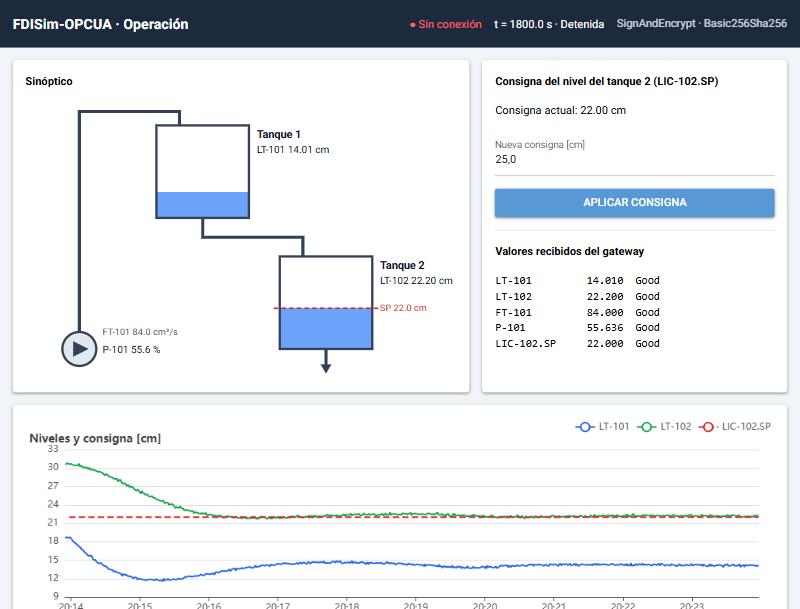 FDISim-OPCUA · Operación
● Sin conexión t = 1800.0 s · Detenida SignAndEncrypt · Basic256Sha256
Sinóptico
Tanque 1
LT-101 14.01 cm
Tanque 2
LT-102 22.20 cm
SP 22.0 cm
FT-101 84.0 cm³/s
P-101 55.6 %
Consigna del nivel del tanque 2 (LIC-102.SP)
Consigna actual: 22.00 cm
Nueva consigna [cm]
25,0
APLICAR CONSIGNA
Valores recibidos del gateway
LT-101 14.010 Good
LT-102 22.200 Good
FT-101 84.000 Good
P-101 55.636 Good
LIC-102.SP 22.000 Good
LT-101 LT-102 LIC-102.SP
Niveles y consigna [cm]
33
30
27
24
21
18
15
12
9
20:14 20:15 20:16 20:17 20:18 20:19 20:20 20:21 20:22 20:23